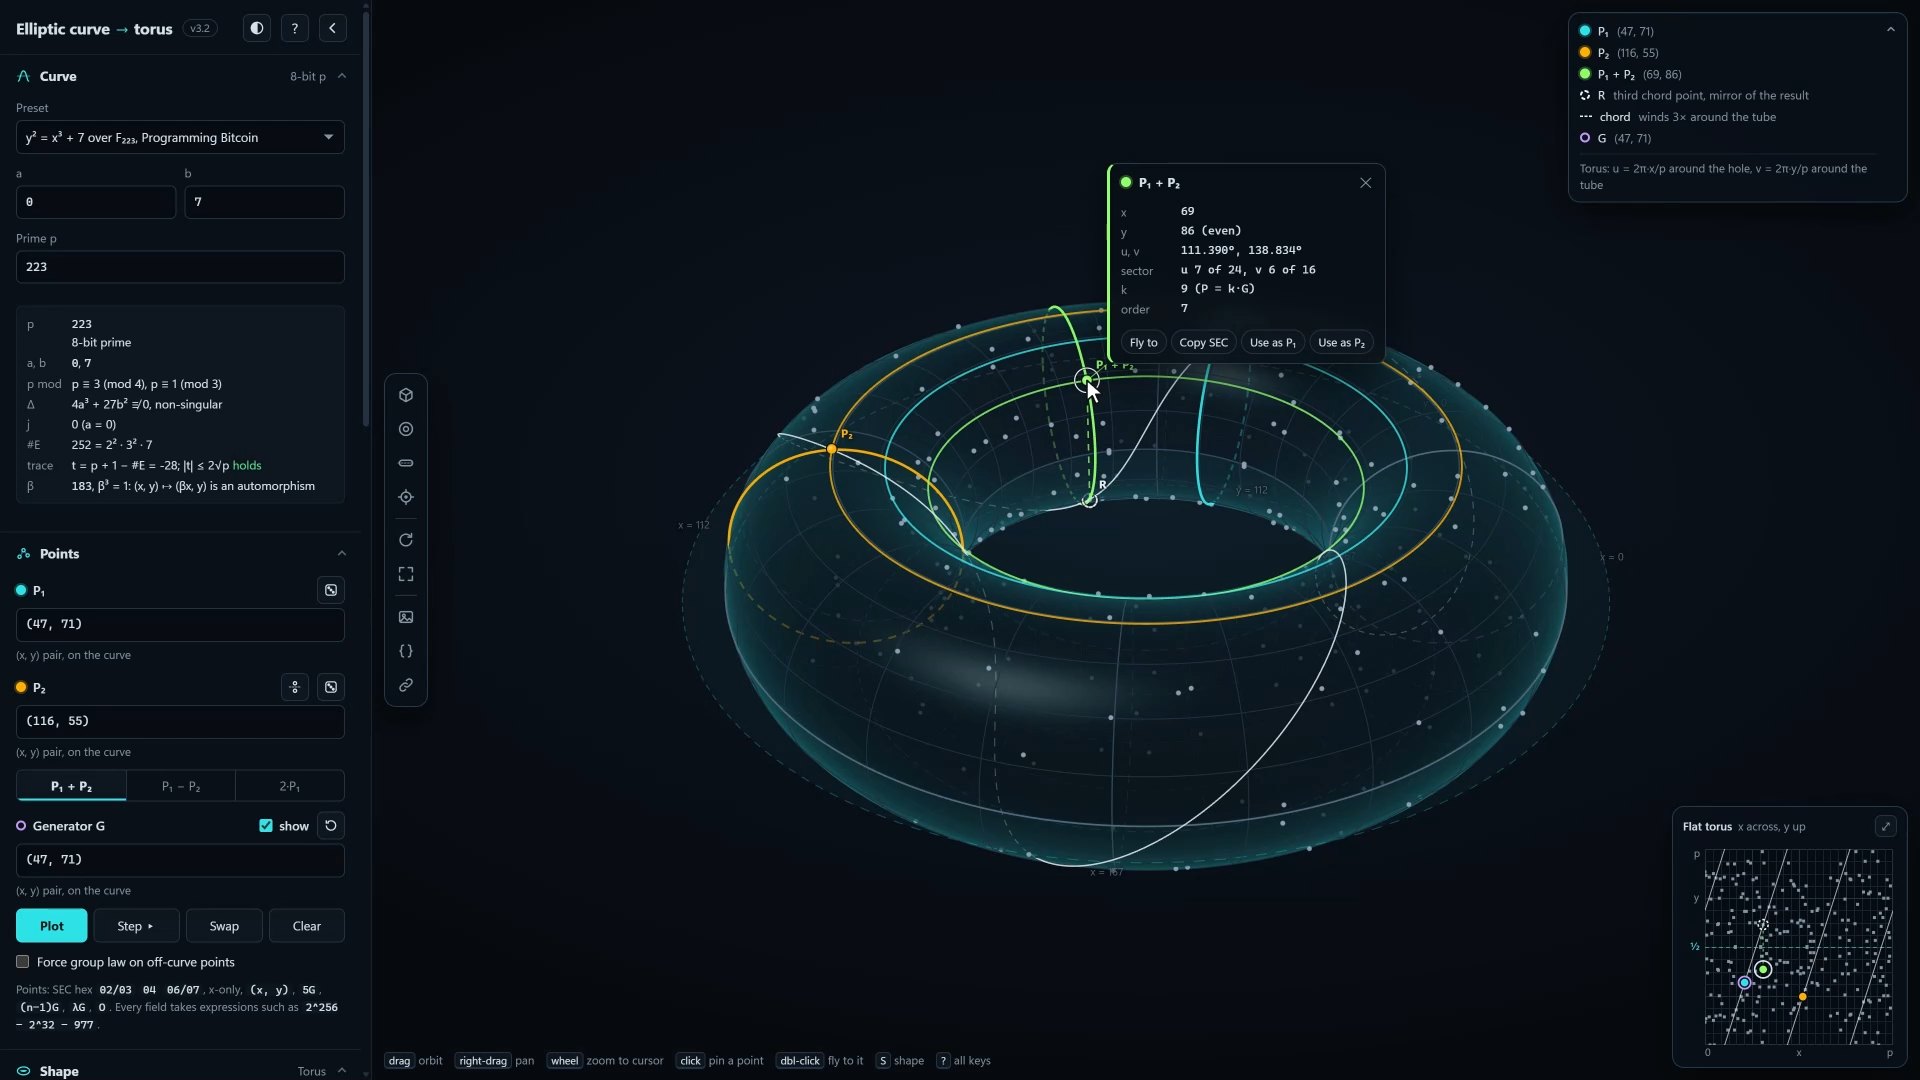 Elliptic curve → torus v3.2 ?
Curve 8-bit p
Preset
y² = x³ + 7 over F₂₂₃, Programming Bitcoin
a b
0 7
Prime p
223
p 223
8-bit prime
a, b 0, 7
p mod p ≡ 3 (mod 4), p ≡ 1 (mod 3)
Δ 4a³ + 27b² ≢ 0, non-singular
j 0 (a = 0)
#E 252 = 2² · 3² · 7
trace t = p + 1 − #E = -28; |t| ≤ 2√p holds
β 183, β³ = 1: (x, y) ↦ (βx, y) is an automorphism
Points
P₁
(47, 71)
(x, y) pair, on the curve
P₂
(116, 55)
(x, y) pair, on the curve
P₁ + P₂ P₁ − P₂ 2·P₁
Generator G show
(47, 71)
(x, y) pair, on the curve
Plot Step ▸ Swap Clear
Force group law on off-curve points
Points: SEC hex 02/03 04 06/07, x-only, (x, y), 5G,
(n−1)G, λG, O. Every field takes expressions such as 2^256
− 2^32 − 977.
Shape Torus
{}
P₁ + P₂
x 69
y 86 (even)
u, v 111.390°, 138.834°
sector u 7 of 24, v 6 of 16
k 9 (P = k·G)
order 7
Fly to Copy SEC Use as P₁ Use as P₂
P₁ + P₂
P₂
R
y = 112
x = 112
x = 0
x = 167
drag orbit right-drag pan wheel zoom to cursor click pin a point dbl-click fly to it S shape ? all keys
P₁ (47, 71)
P₂ (116, 55)
P₁ + P₂ (69, 86)
R third chord point, mirror of the result
chord winds 3× around the tube
G (47, 71)
Torus: u = 2π·x/p around the hole, v = 2π·y/p around the
tube
Flat torus x across, y up
p
y
½
0 x p